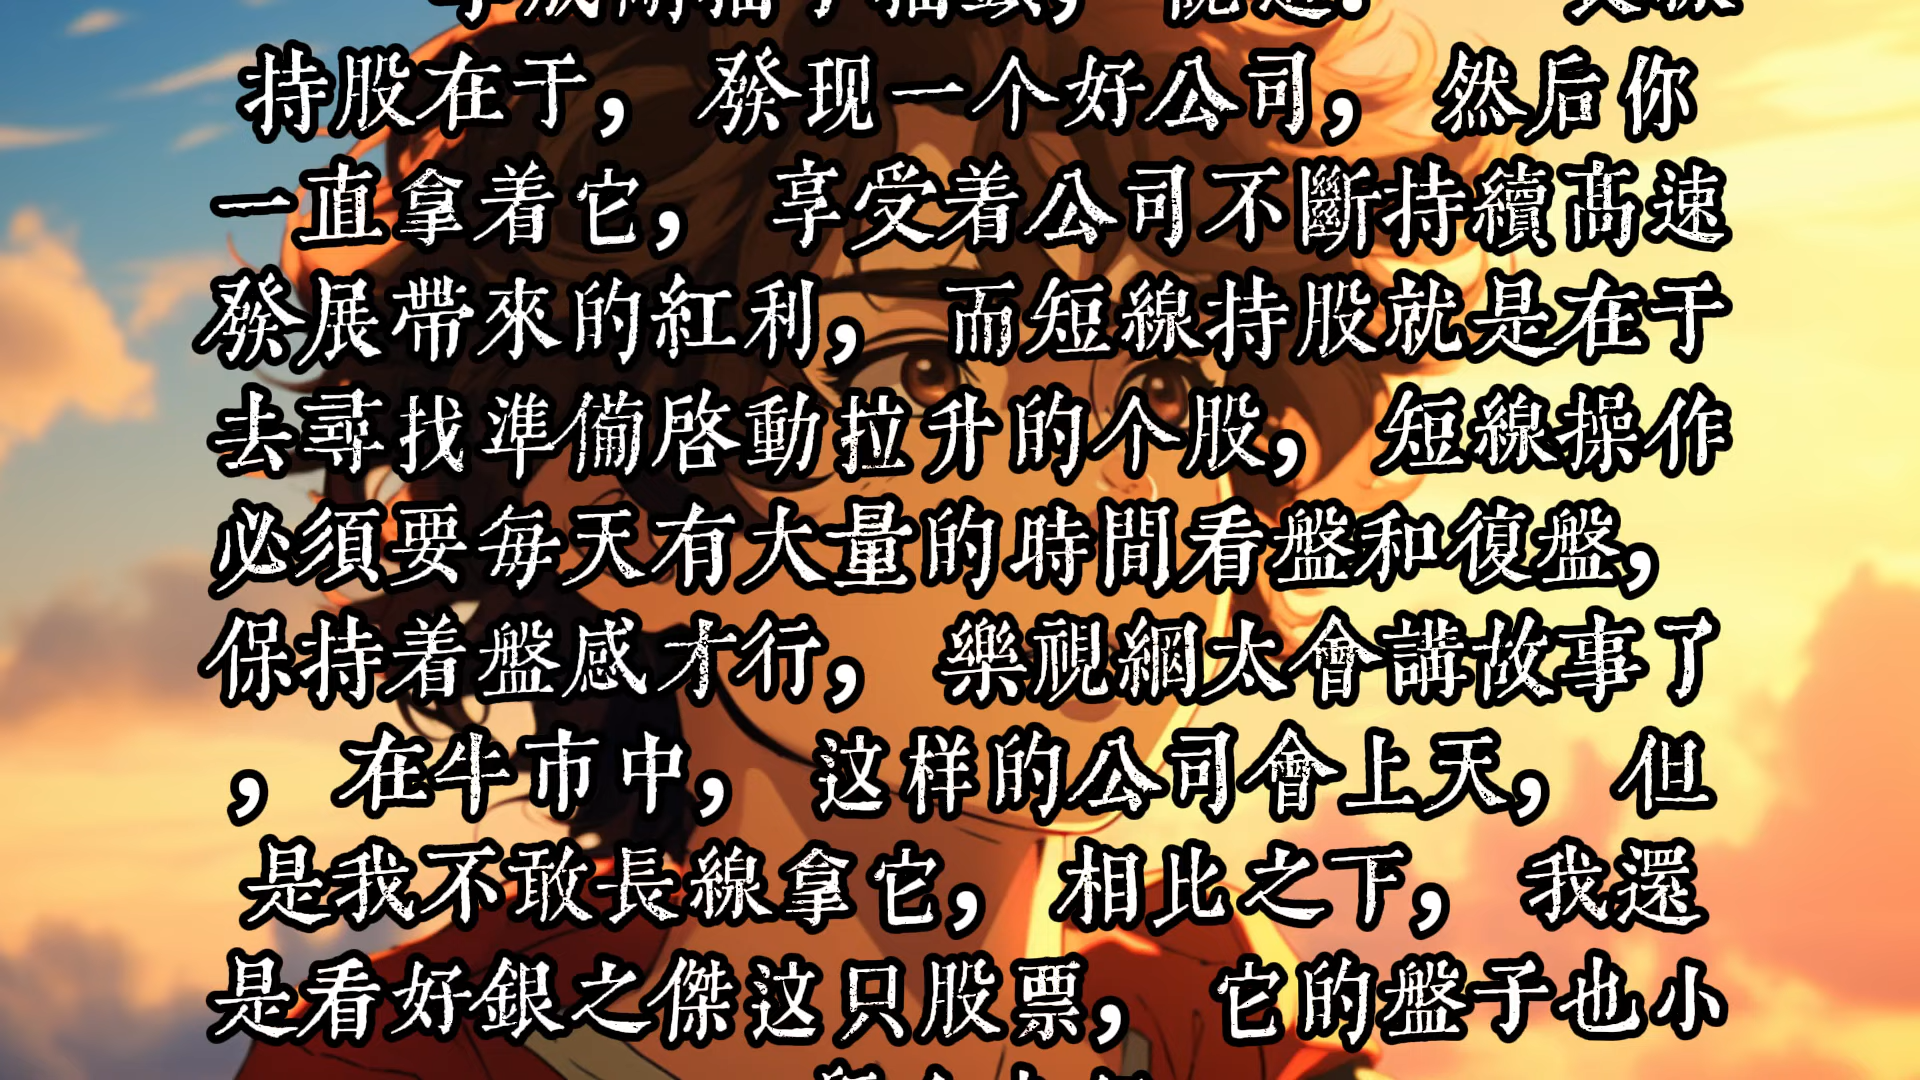 持股在于， 發现一个好公司， 然后你
一直拿着它， 享受着公司不斷持續高速
發展帶來的紅利， 而短線持股就是在于
去尋找準備啓動拉升的个股， 短線操作
必須要每天有大量的時間看盤和復盤，
保持着盤感才行， 樂視網太會講故事了
， 在牛市中， 这样的公司會上天， 但
是我不敢長線拿它， 相比之下， 我還
是看好銀之傑这只股票， 它的盤子也小